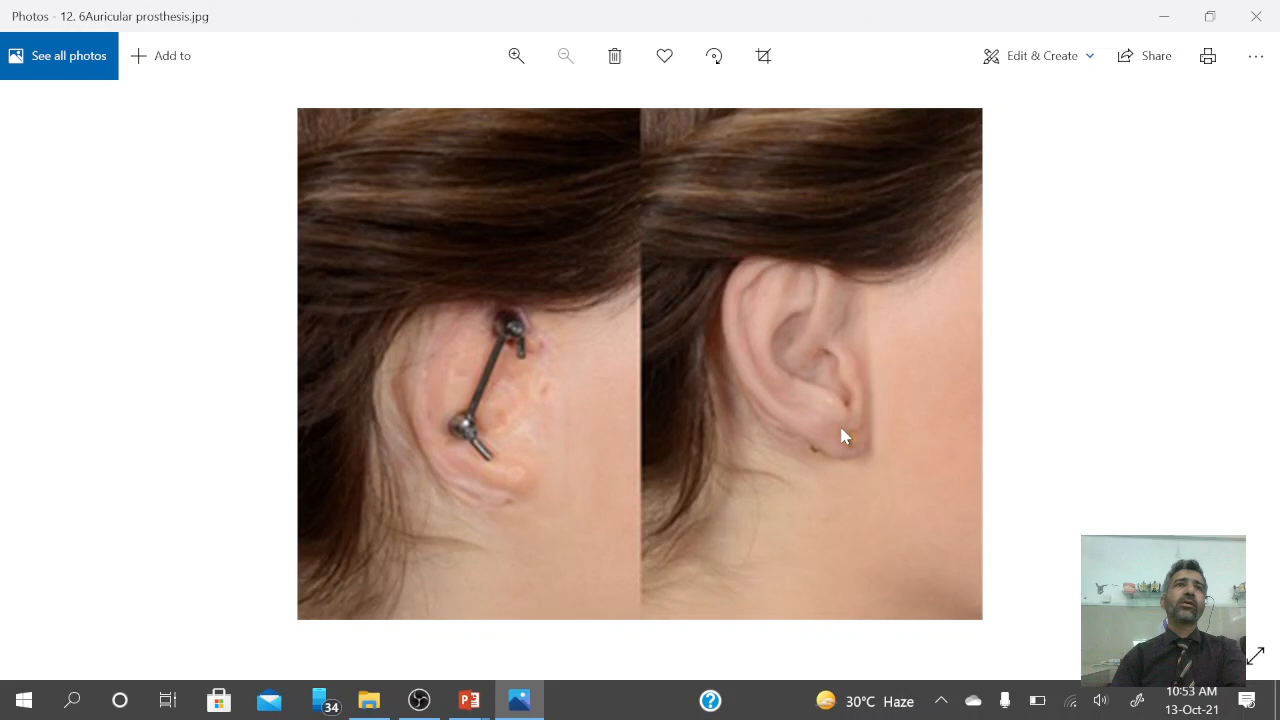 Photos - 12. 6Auricular prosthesis.jpg
See all photos
Add to
Edit & Create
Share
34
30°C Haze
10:53 AM
13-Oct-21